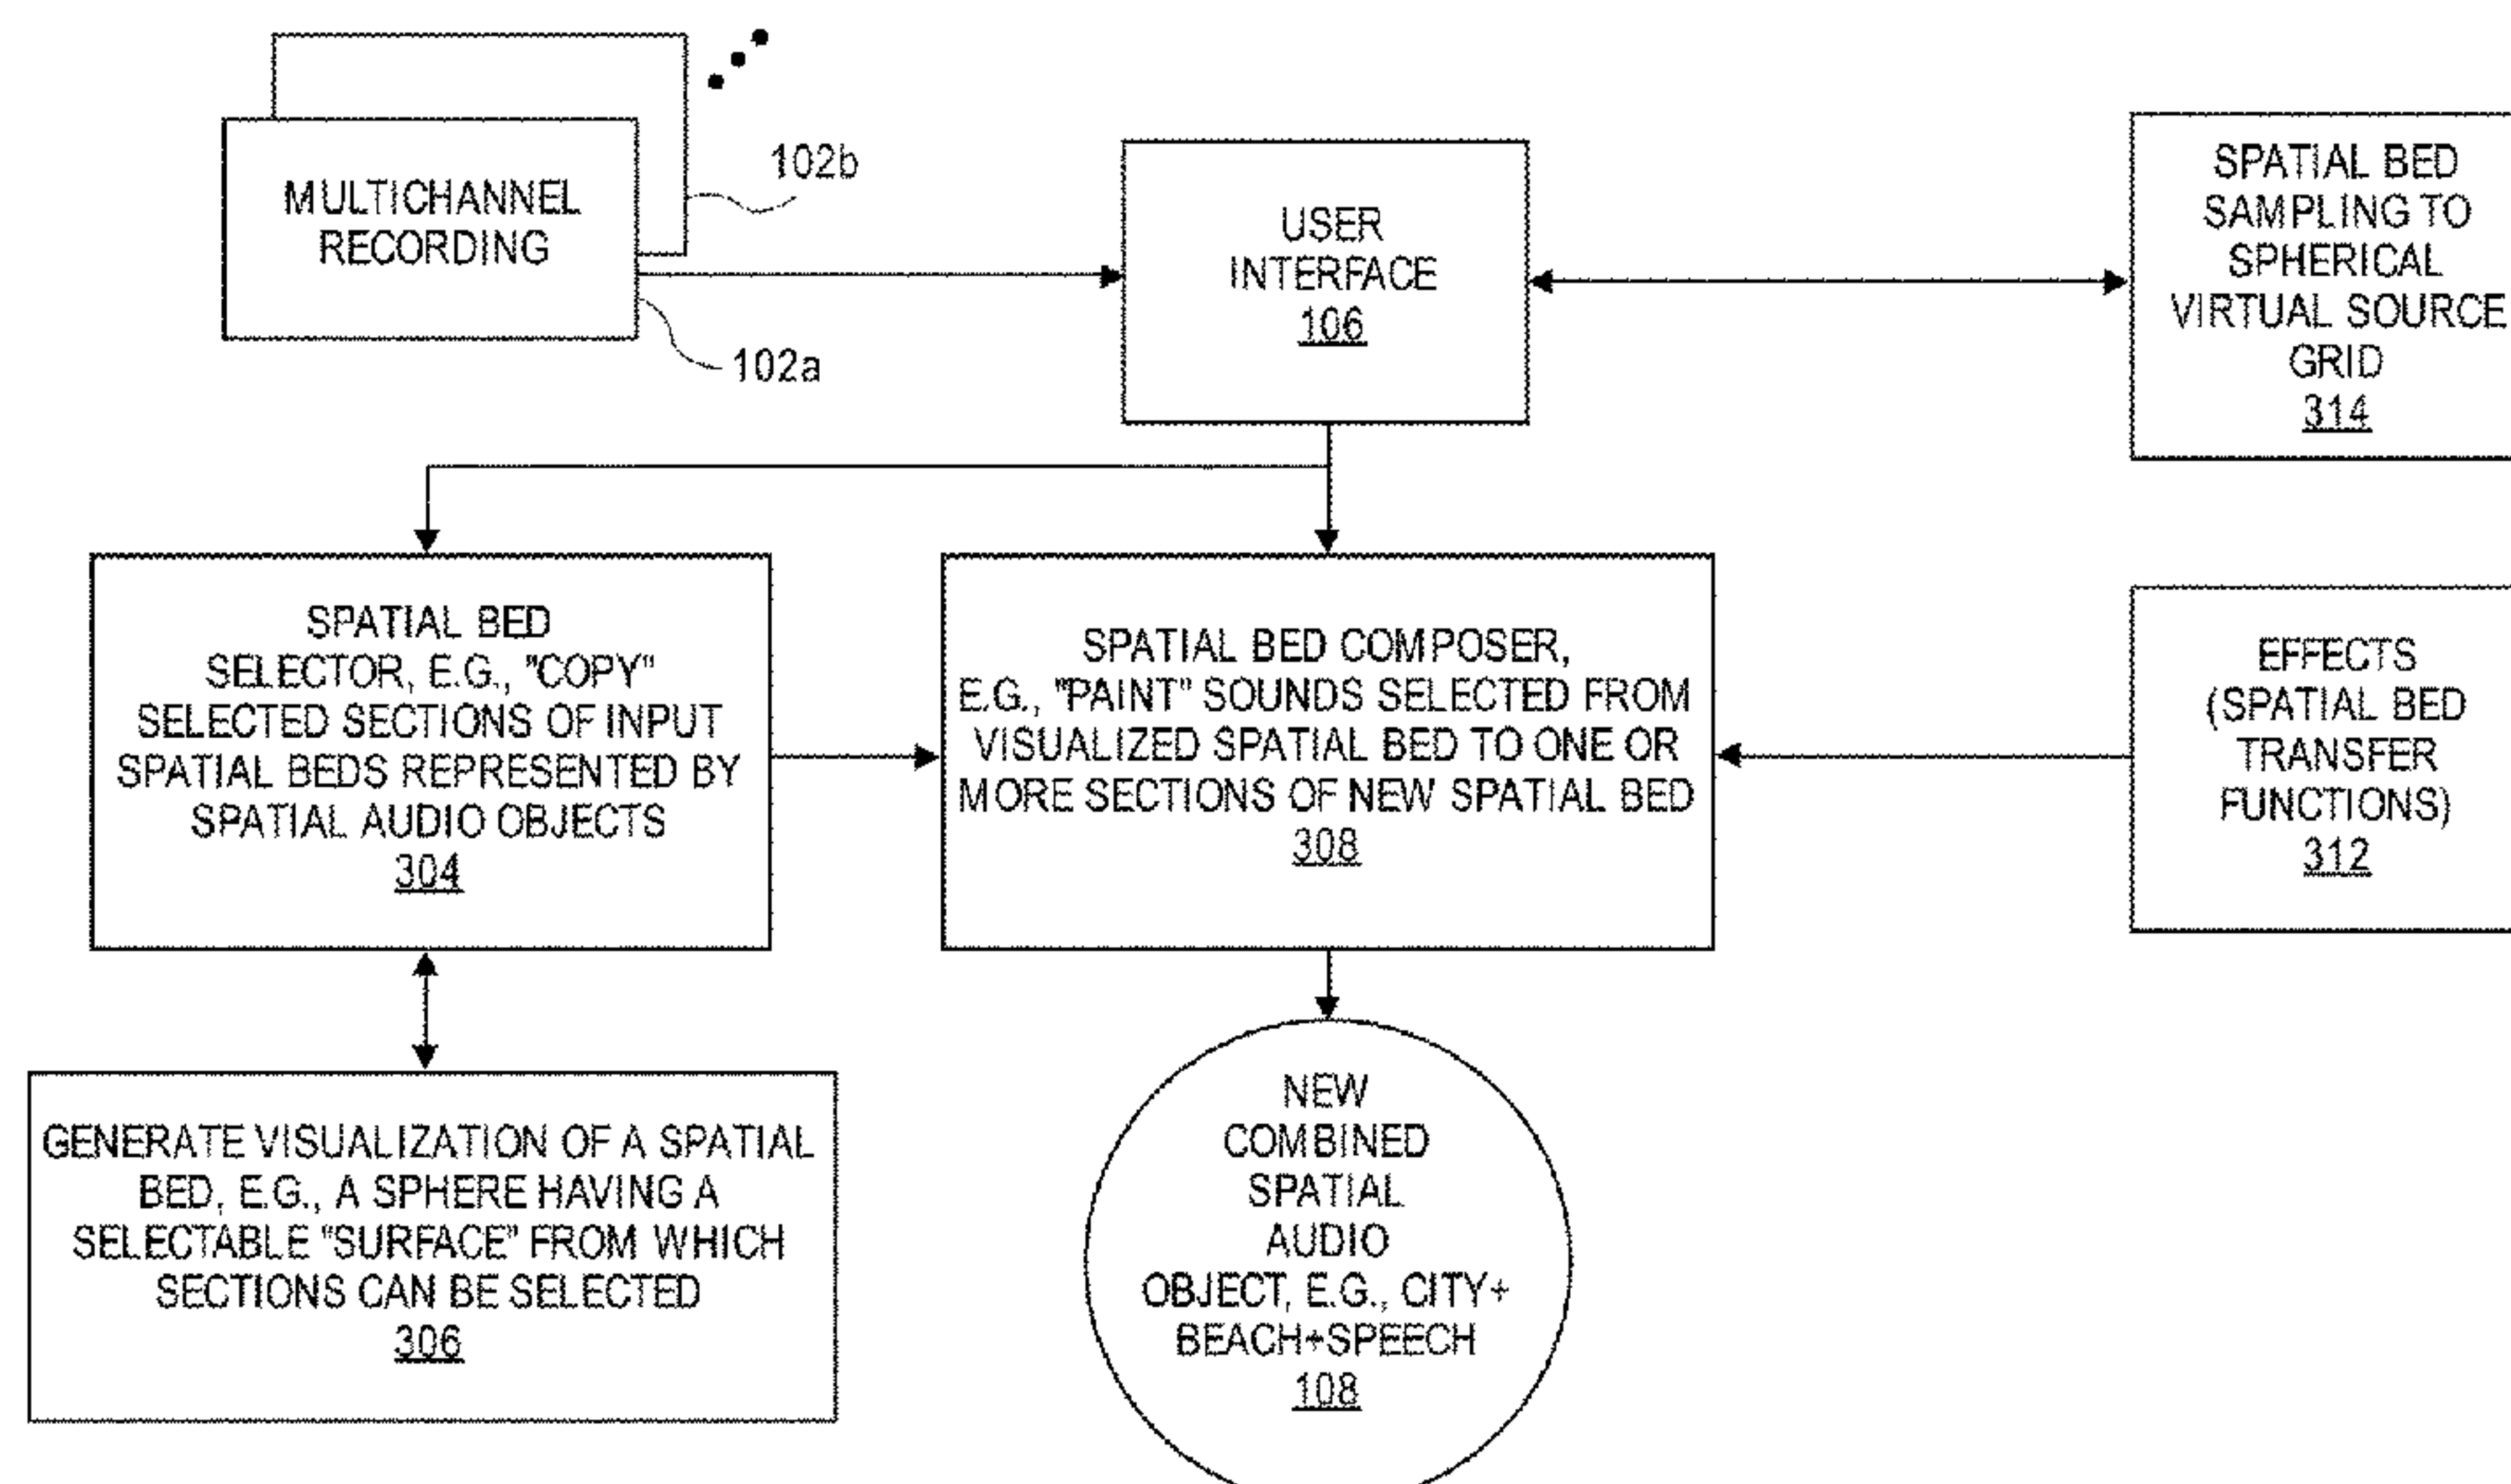 MULTICHANNEL
RECORDING
102b
102a
USER
INTERFACE
106
SPATIAL BED
SAMPLING TO
SPHERICAL
VIRTUAL SOURCE
GRID
314
SPATIAL BED
SELECTOR, E.G., "COPY"
SELECTED SECTIONS OF INPUT
SPATIAL BEDS REPRESENTED BY
SPATIAL AUDIO OBJECTS
304
SPATIAL BED COMPOSER,
E.G., "PAINT" SOUNDS SELECTED FROM
VISUALIZED SPATIAL BED TO ONE OR
MORE SECTIONS OF NEW SPATIAL BED
308
EFFECTS
(SPATIAL BED
TRANSFER
FUNCTIONS)
312
GENERATE VISUALIZATION OF A SPATIAL
BED, E.G., A SPHERE HAVING A
SELECTABLE "SURFACE" FROM WHICH
SECTIONS CAN BE SELECTED
306
NEW
COMBINED
SPATIAL
AUDIO
OBJECT, E.G., CITY+
BEACH+SPEECH
108